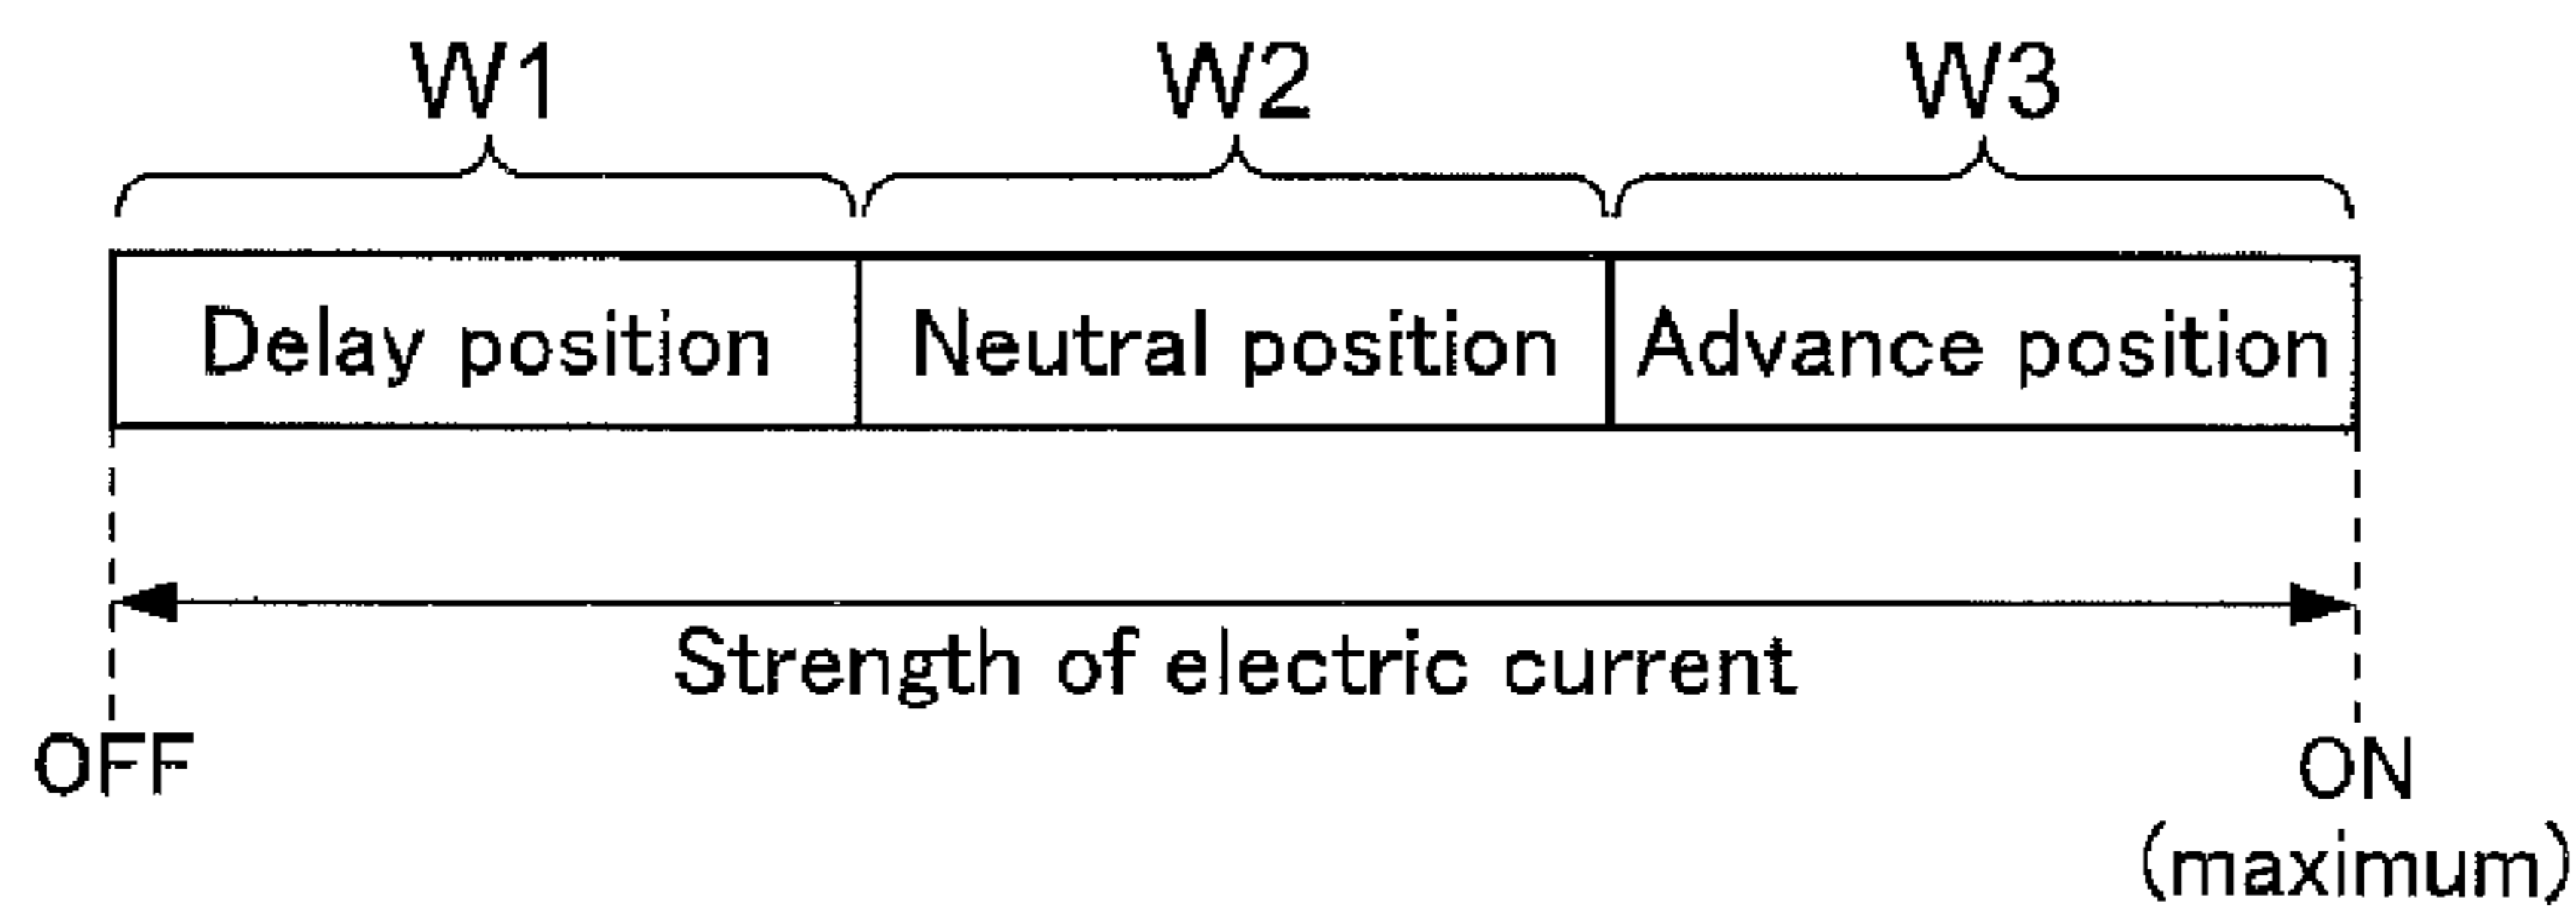 W1 W2 W3
Delay position Neutral position Advance position
Strength of electric current
OFF ON
(maximum)